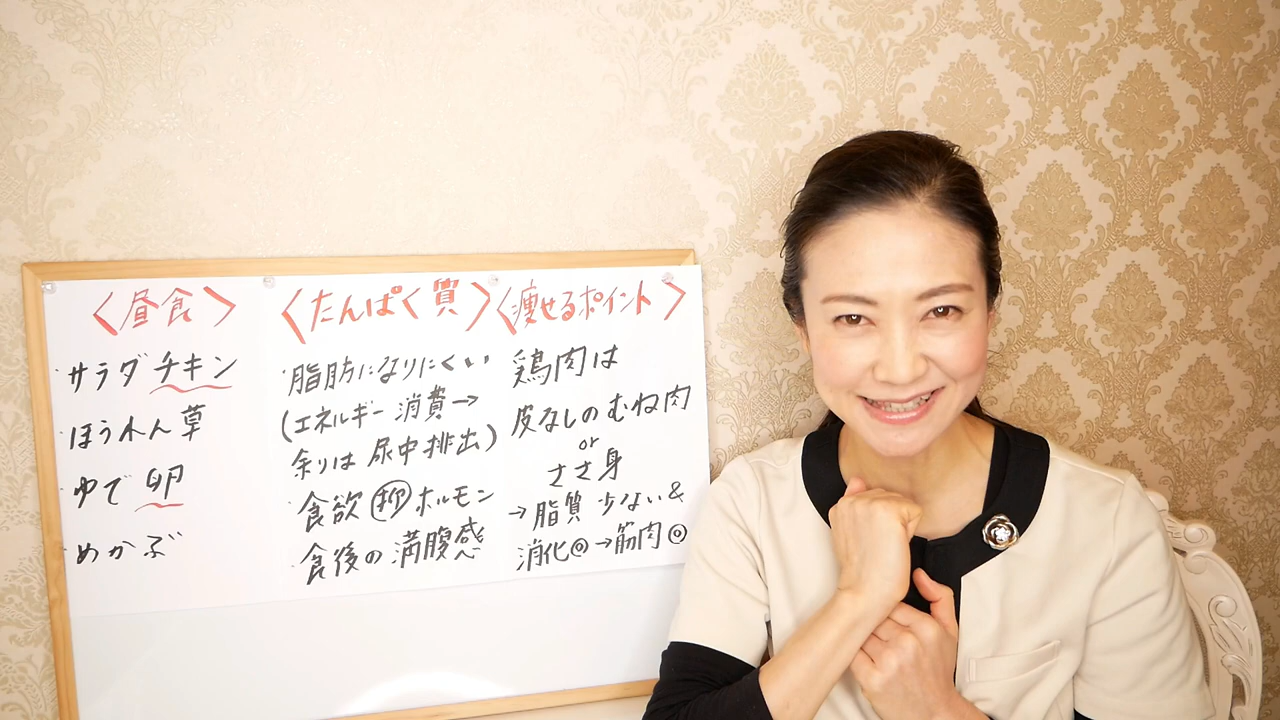 〈昼食〉
・サラダチキン
・ほうれん草
・ゆで卵
・めかぶ
〈たんぱく質〉
・脂肪になりにくい
(エネルギー消費→
余りは尿中排出)
・食欲抑ホルモン
・食後の満腹感
〈痩せるポイント〉
鶏肉は
皮なしのむね肉
or
ささ身
→脂質少ない&
消化◎→筋肉◎